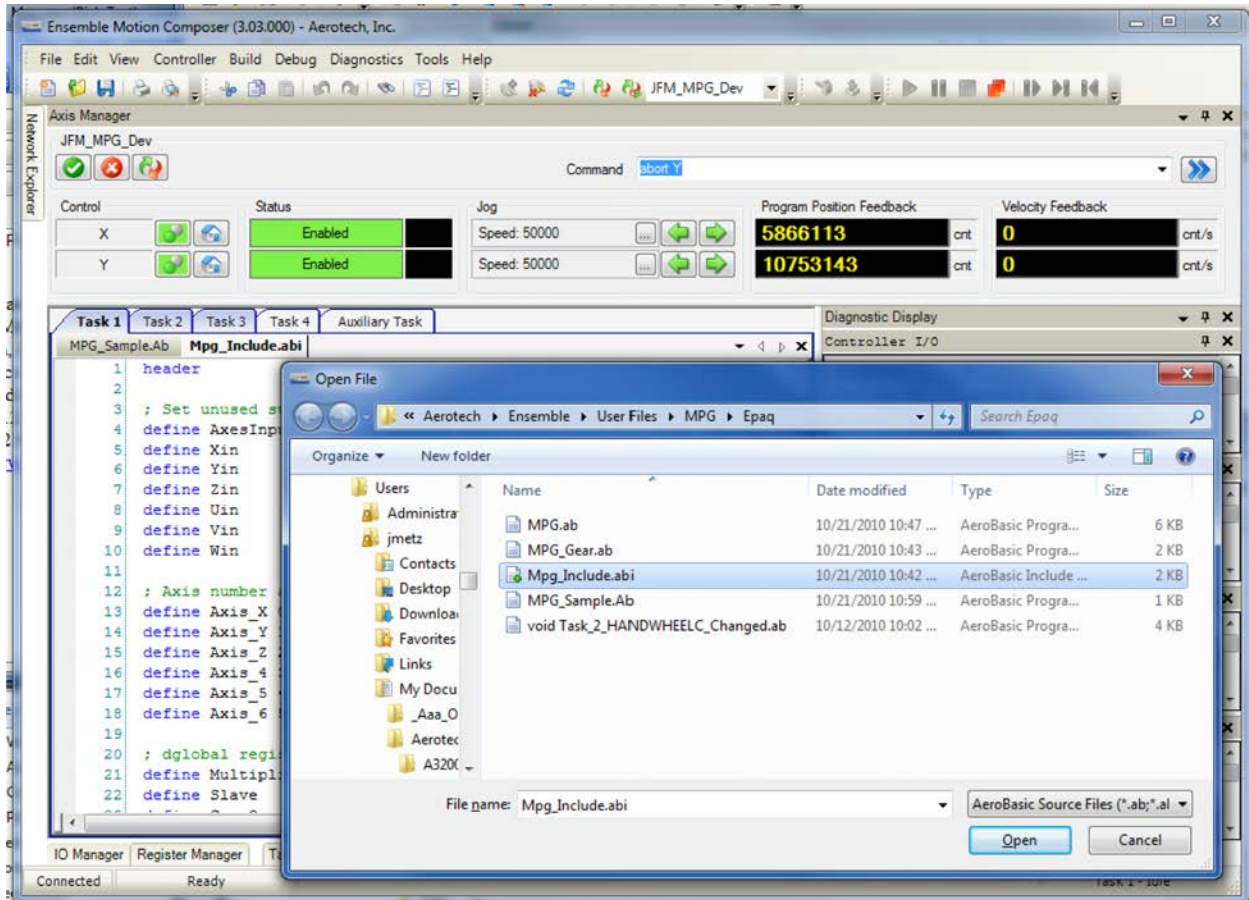 Ensemble Motion Composer (3.03.000) - Aerotech, Inc.
File Edit View Controller Build Debug Diagnostics Tools Help
JFM_MPG_Dev
Network Explorer
Axis Manager
JFM_MPG_Dev
Command abort Y
Control Status Jog Program Position Feedback Velocity Feedback
X Enabled Speed: 50000 ... 5866113 cnt 0 cnt/s
Y Enabled Speed: 50000 ... 10753143 cnt 0 cnt/s
Task 1 Task 2 Task 3 Task 4 Auxiliary Task
Diagnostic Display
MPG_Sample.Ab Mpg_Include.abi
Controller I/O
1 header
2
3 ; Set unused
4 define AxesInp
5 define Xin
6 define Yin
7 define Zin
8 define Uin
9 define Vin
10 define Win
11
12 ; Axis number
13 define Axis_X
14 define Axis_Y
15 define Axis_Z
16 define Axis_4
17 define Axis_5
18 define Axis_6
19
20 ; dglobal regi
21 define Multipl
22 define Slave
Open File
« Aerotech Ensemble User Files MPG Epaq
Search Epaq
Organize New folder
Users
Administra
jmetz
Contacts
Desktop
Downloa
Favorites
Links
My Docu
_Aaa_O
Aerotec
A320
Name Date modified Type Size
MPG.ab 10/21/2010 10:47 ... AeroBasic Progra... 6 KB
MPG_Gear.ab 10/21/2010 10:43 ... AeroBasic Progra... 2 KB
Mpg_Include.abi 10/21/2010 10:42 ... AeroBasic Include ... 2 KB
MPG_Sample.Ab 10/21/2010 10:59 ... AeroBasic Progra... 1 KB
void Task_2_HANDWHEELC_Changed.ab 10/12/2010 10:02 ... AeroBasic Progra... 4 KB
File name: Mpg_Include.abi
AeroBasic Source Files (*.ab;*.al
Open Cancel
IO Manager Register Manager
Connected Ready
Task 1 - Idle